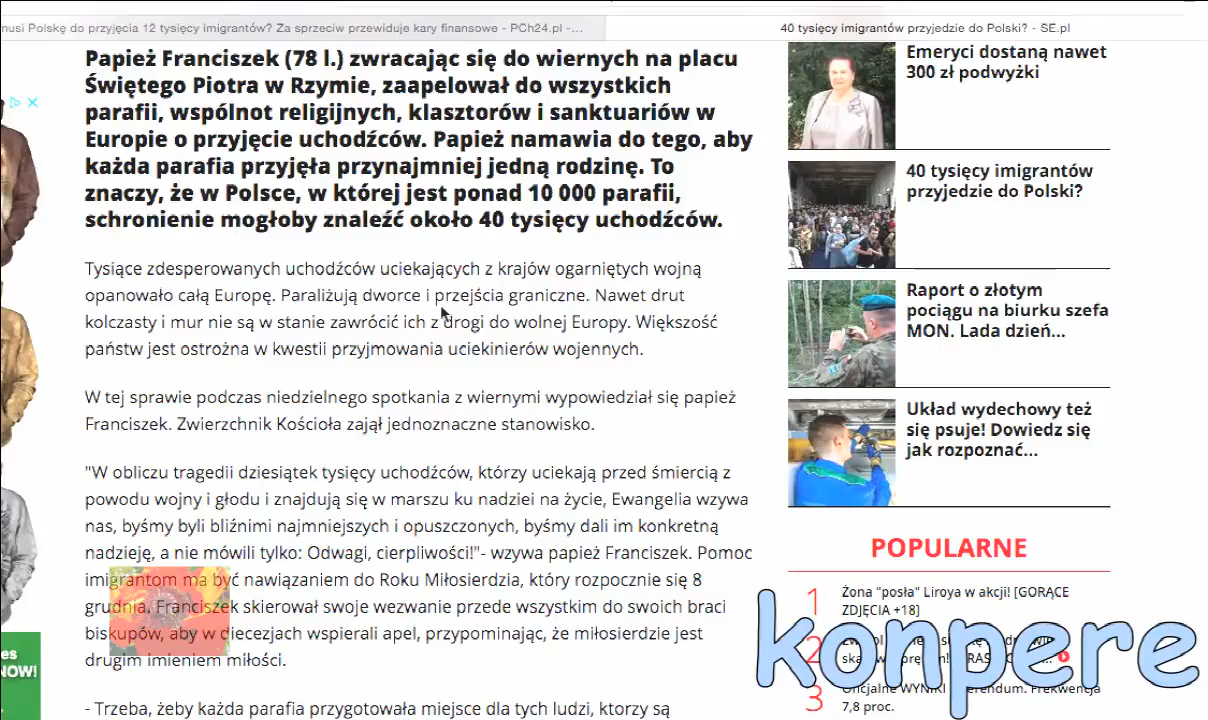 musi Polskę do przyjęcia 12 tysięcy imigrantów? Za sprzeciw przewiduje kary finansowe - PCh24.pl -...
40 tysięcy imigrantów przyjedzie do Polski? - SE.pl
Papież Franciszek (78 l.) zwracając się do wiernych na placu
Świętego Piotra w Rzymie, zaapelował do wszystkich
parafii, wspólnot religijnych, klasztorów i sanktuariów w
Europie o przyjęcie uchodźców. Papież namawia do tego, aby
każda parafia przyjęła przynajmniej jedną rodzinę. To
znaczy, że w Polsce, w której jest ponad 10 000 parafii,
schronienie mogłoby znaleźć około 40 tysięcy uchodźców.
Tysiące zdesperowanych uchodźców uciekających z krajów ogarniętych wojną
opanowało całą Europę. Paraliżują dworce i przejścia graniczne. Nawet drut
kolczasty i mur nie są w stanie zawrócić ich z drogi do wolnej Europy. Większość
państw jest ostrożna w kwestii przyjmowania uciekinierów wojennych.
W tej sprawie podczas niedzielnego spotkania z wiernymi wypowiedział się papież
Franciszek. Zwierzchnik Kościoła zajął jednoznaczne stanowisko.
"W obliczu tragedii dziesiątek tysięcy uchodźców, którzy uciekają przed śmiercią z
powodu wojny i głodu i znajdują się w marszu ku nadziei na życie, Ewangelia wzywa
nas, byśmy byli bliźnimi najmniejszych i opuszczonych, byśmy dali im konkretną
nadzieję, a nie mówili tylko: Odwagi, cierpliwości!"- wzywa papież Franciszek. Pomoc
imigrantom ma być nawiązaniem do Roku Miłosierdzia, który rozpocznie się 8
grudnia. Franciszek skierował swoje wezwanie przede wszystkim do swoich braci
biskupów, aby w diecezjach wspierali apel, przypominając, że miłosierdzie jest
drugim imieniem miłości.
- Trzeba, żeby każda parafia przygotowała miejsce dla tych ludzi, ktorzy są
Emeryci dostaną nawet
300 zł podwyżki
40 tysięcy imigrantów
przyjedzie do Polski?
Raport o złotym
pociągu na biurku szefa
MON. Lada dzień...
Układ wydechowy też
się psuje! Dowiedz się
jak rozpoznać...
POPULARNE
1 Żona "posła" Liroya w akcji! [GORĄCE
ZDJĘCIA +18]
2
3 Oficjalne WYNIKI referendum. Frekwencja
7,8 proc.
konpere
NOW!